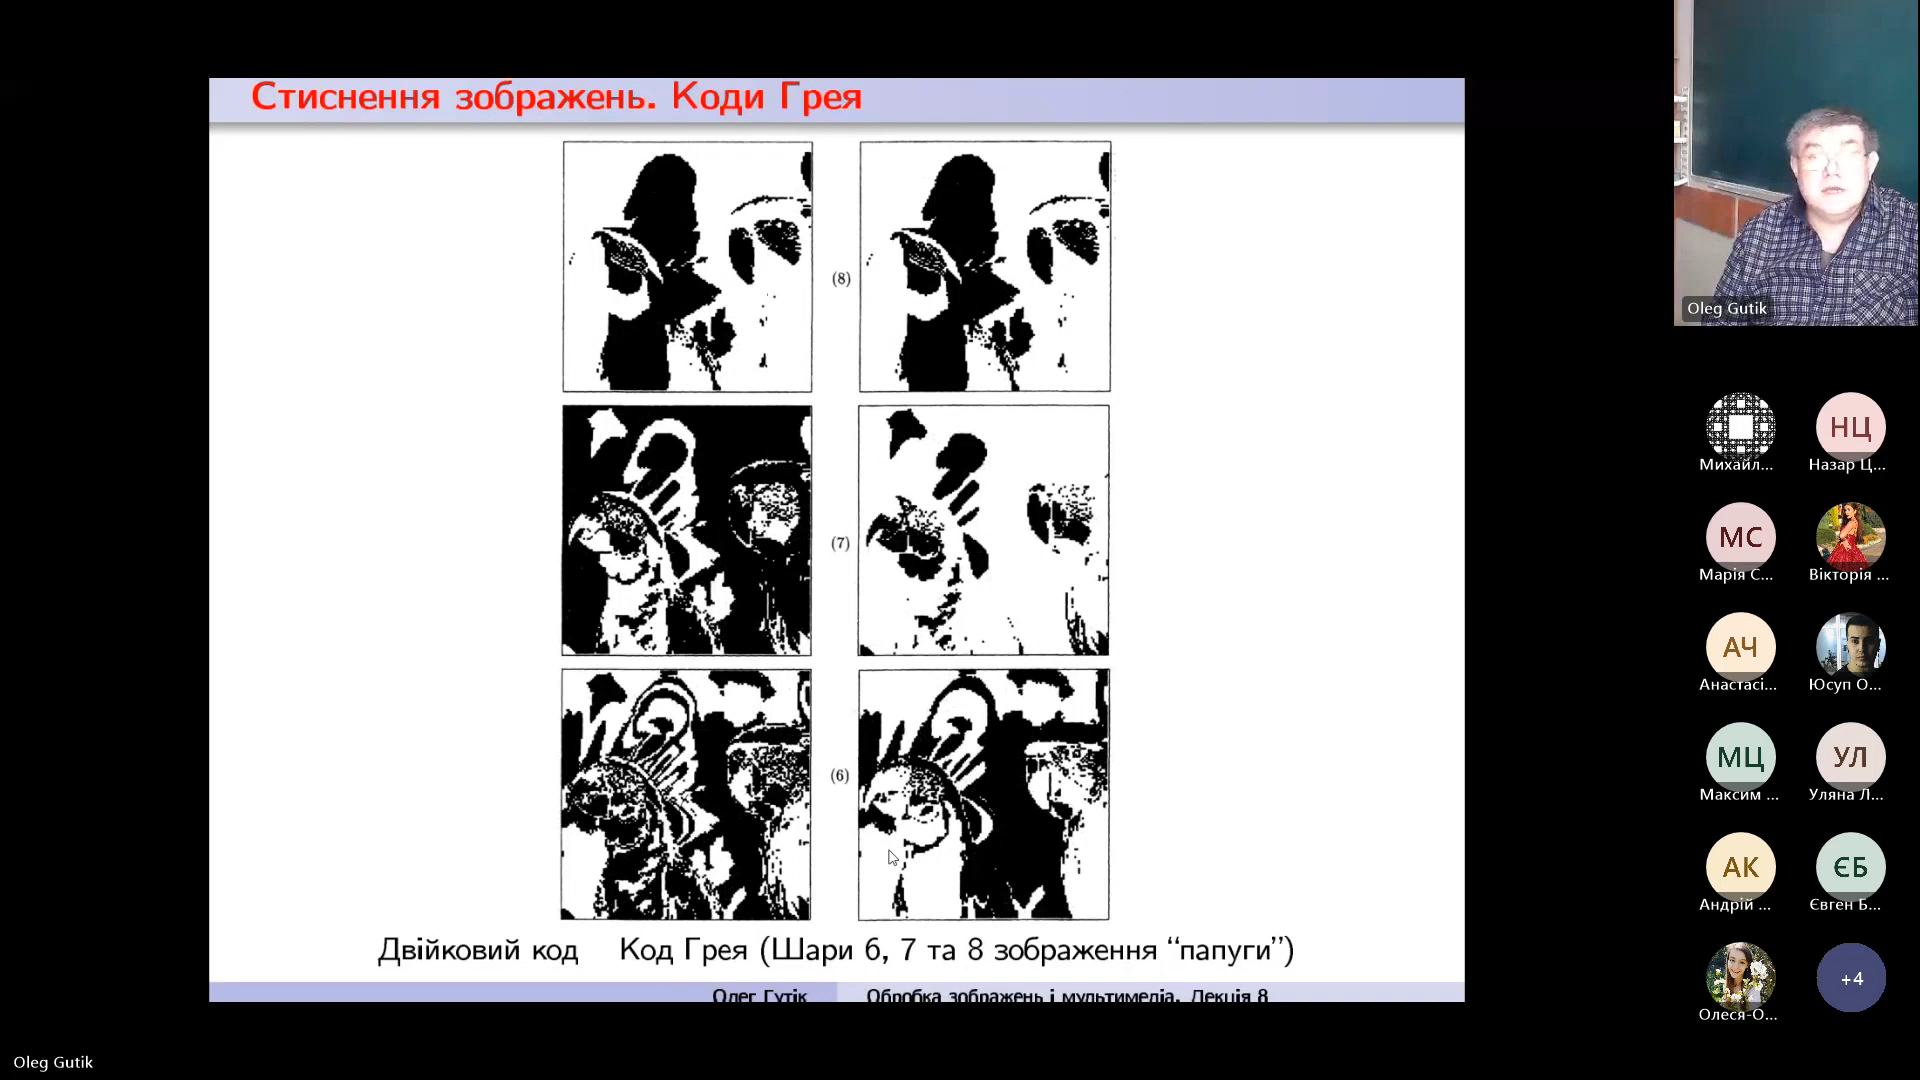 Стиснення зображень. Коди Грея
(8)
(7)
(6)
Двійковий код Код Грея (Шари 6, 7 та 8 зображення “папуги”)
Олег Гутік Обробка зображень і мультимедіа. Лекція 8
Oleg Gutik
НЦ
Михайл... Назар Ц...
МС
Марія С... Вікторія ...
АЧ
Анастасі... Юсуп О...
МЦ УЛ
Максим ... Уляна Л...
АК ЄБ
Андрій ... Євген Б...
+4
Олеся-О...
Oleg Gutik